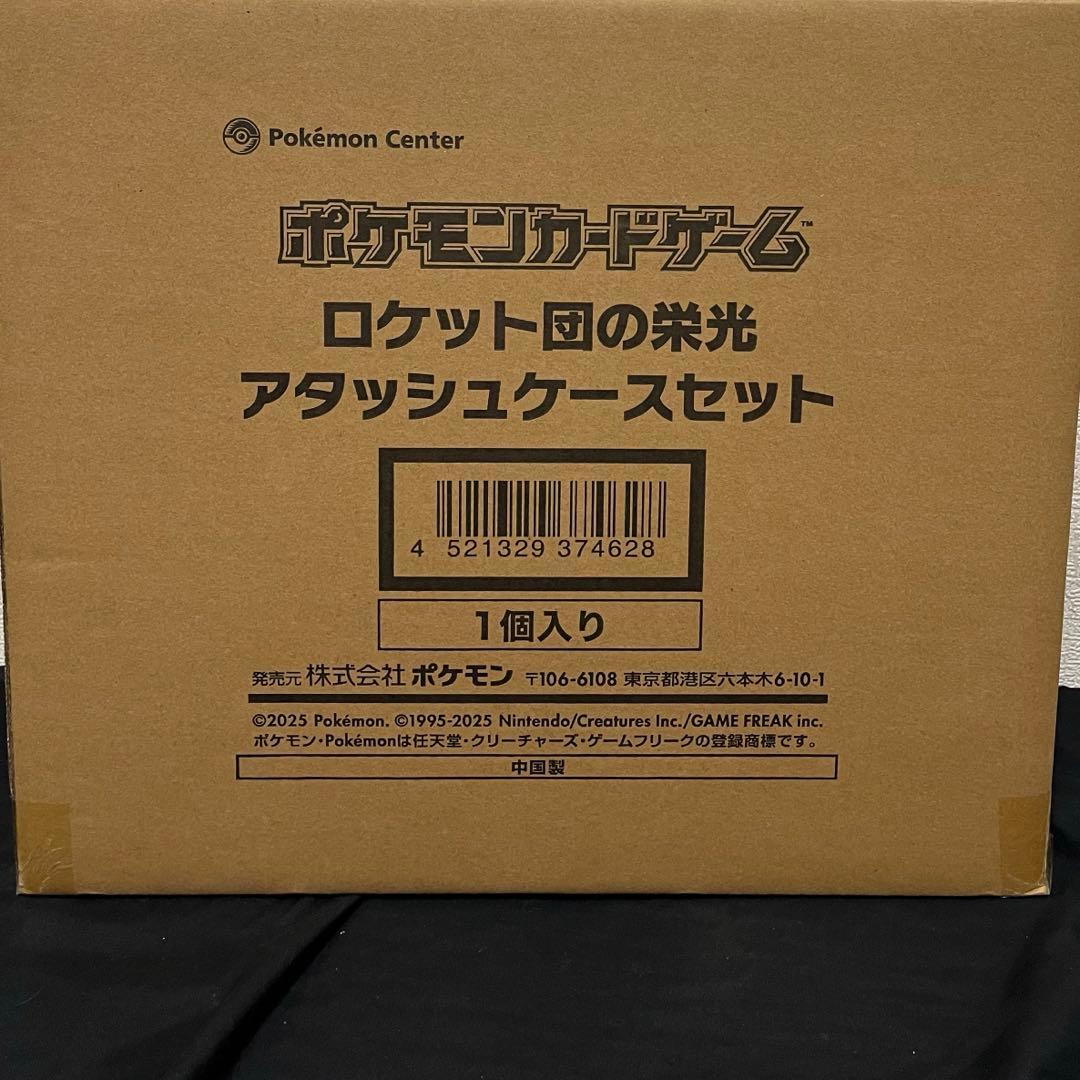 Pokémon Center
ポケモンカードゲーム™
ロケット団の栄光
アタッシュケースセット
4 521329 374628
1個入り
発売元 株式会社 ポケモン 〒106-6108 東京都港区六本木6-10-1
©2025 Pokémon. ©1995-2025 Nintendo/Creatures Inc./GAME FREAK inc.
ポケモン・Pokémonは任天堂・クリーチャーズ・ゲームフリークの登録商標です。
中国製